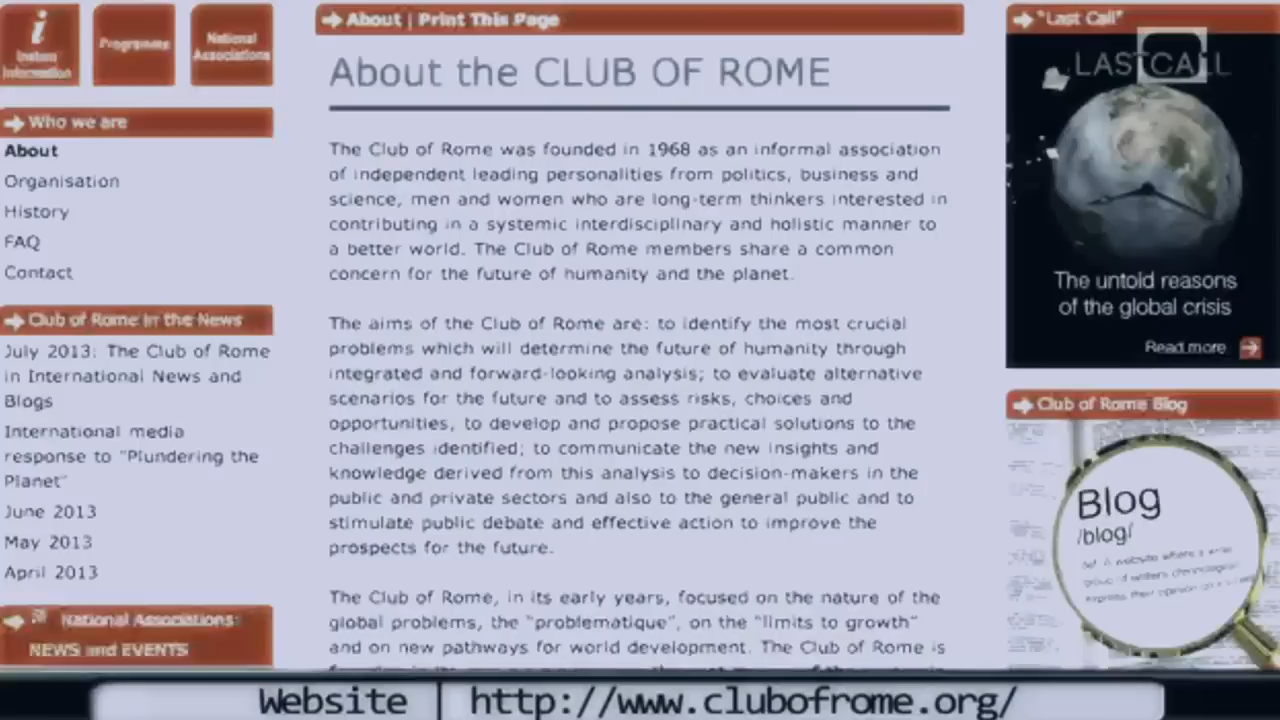 Instant
Information
Programme
National
Associations
Who we are
About
Organisation
History
FAQ
Contact
Club of Rome in the News
July 2013: The Club of Rome
in International News and
Blogs
International media
response to "Plundering the
Planet"
June 2013
May 2013
April 2013
National Associations:
NEWS and EVENTS
About | Print This Page
About the CLUB OF ROME
The Club of Rome was founded in 1968 as an informal association
of independent leading personalities from politics, business and
science, men and women who are long-term thinkers interested in
contributing in a systemic interdisciplinary and holistic manner to
a better world. The Club of Rome members share a common
concern for the future of humanity and the planet.
The aims of the Club of Rome are: to identify the most crucial
problems which will determine the future of humanity through
integrated and forward-looking analysis; to evaluate alternative
scenarios for the future and to assess risks, choices and
opportunities, to develop and propose practical solutions to the
challenges identified; to communicate the new insights and
knowledge derived from this analysis to decision-makers in the
public and private sectors and also to the general public and to
stimulate public debate and effective action to improve the
prospects for the future.
The Club of Rome, in its early years, focused on the nature of the
global problems, the "problematique", on the "limits to growth"
and on new pathways for world development. The Club of Rome is
"Last Call"
LASTCALL
The untold reasons
of the global crisis
Read more
Club of Rome Blog
Blog
/blog/
Website | http://www.clubofrome.org/